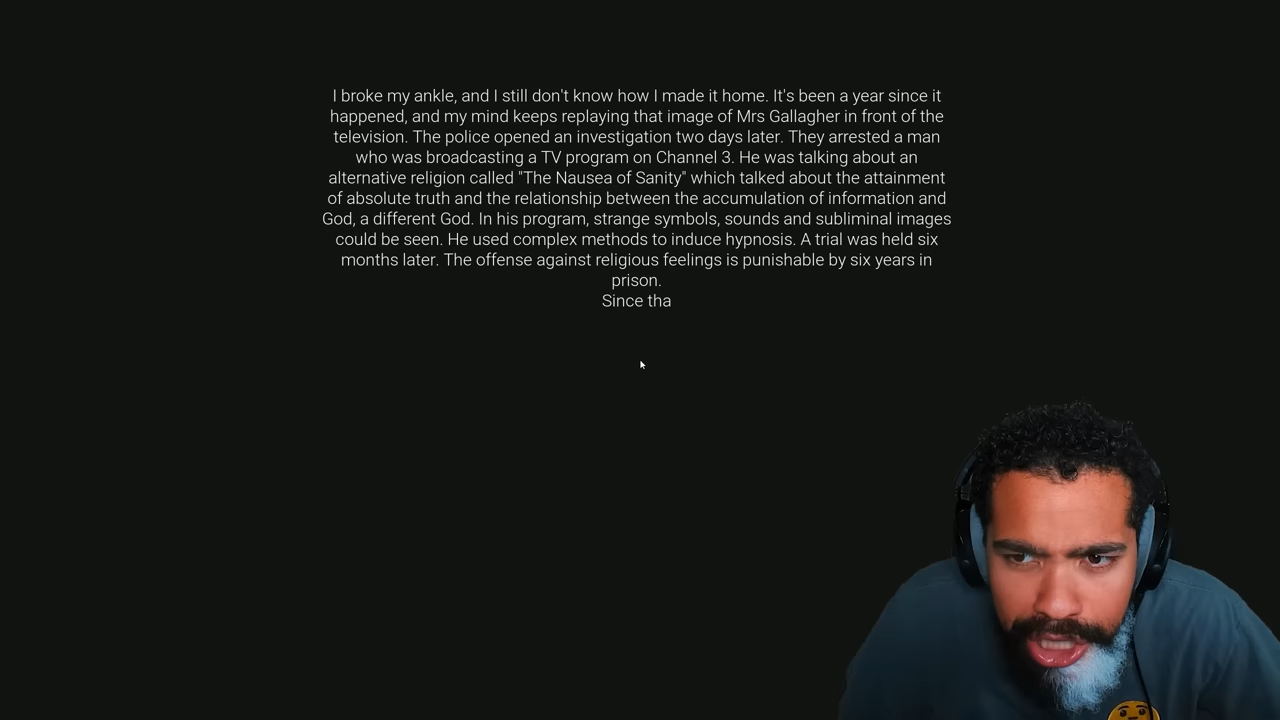 I broke my ankle, and I still don't know how I made it home. It's been a year since it
happened, and my mind keeps replaying that image of Mrs Gallagher in front of the
television. The police opened an investigation two days later. They arrested a man
who was broadcasting a TV program on Channel 3. He was talking about an
alternative religion called "The Nausea of Sanity" which talked about the attainment
of absolute truth and the relationship between the accumulation of information and
God, a different God. In his program, strange symbols, sounds and subliminal images
could be seen. He used complex methods to induce hypnosis. A trial was held six
months later. The offense against religious feelings is punishable by six years in
prison.
Since tha